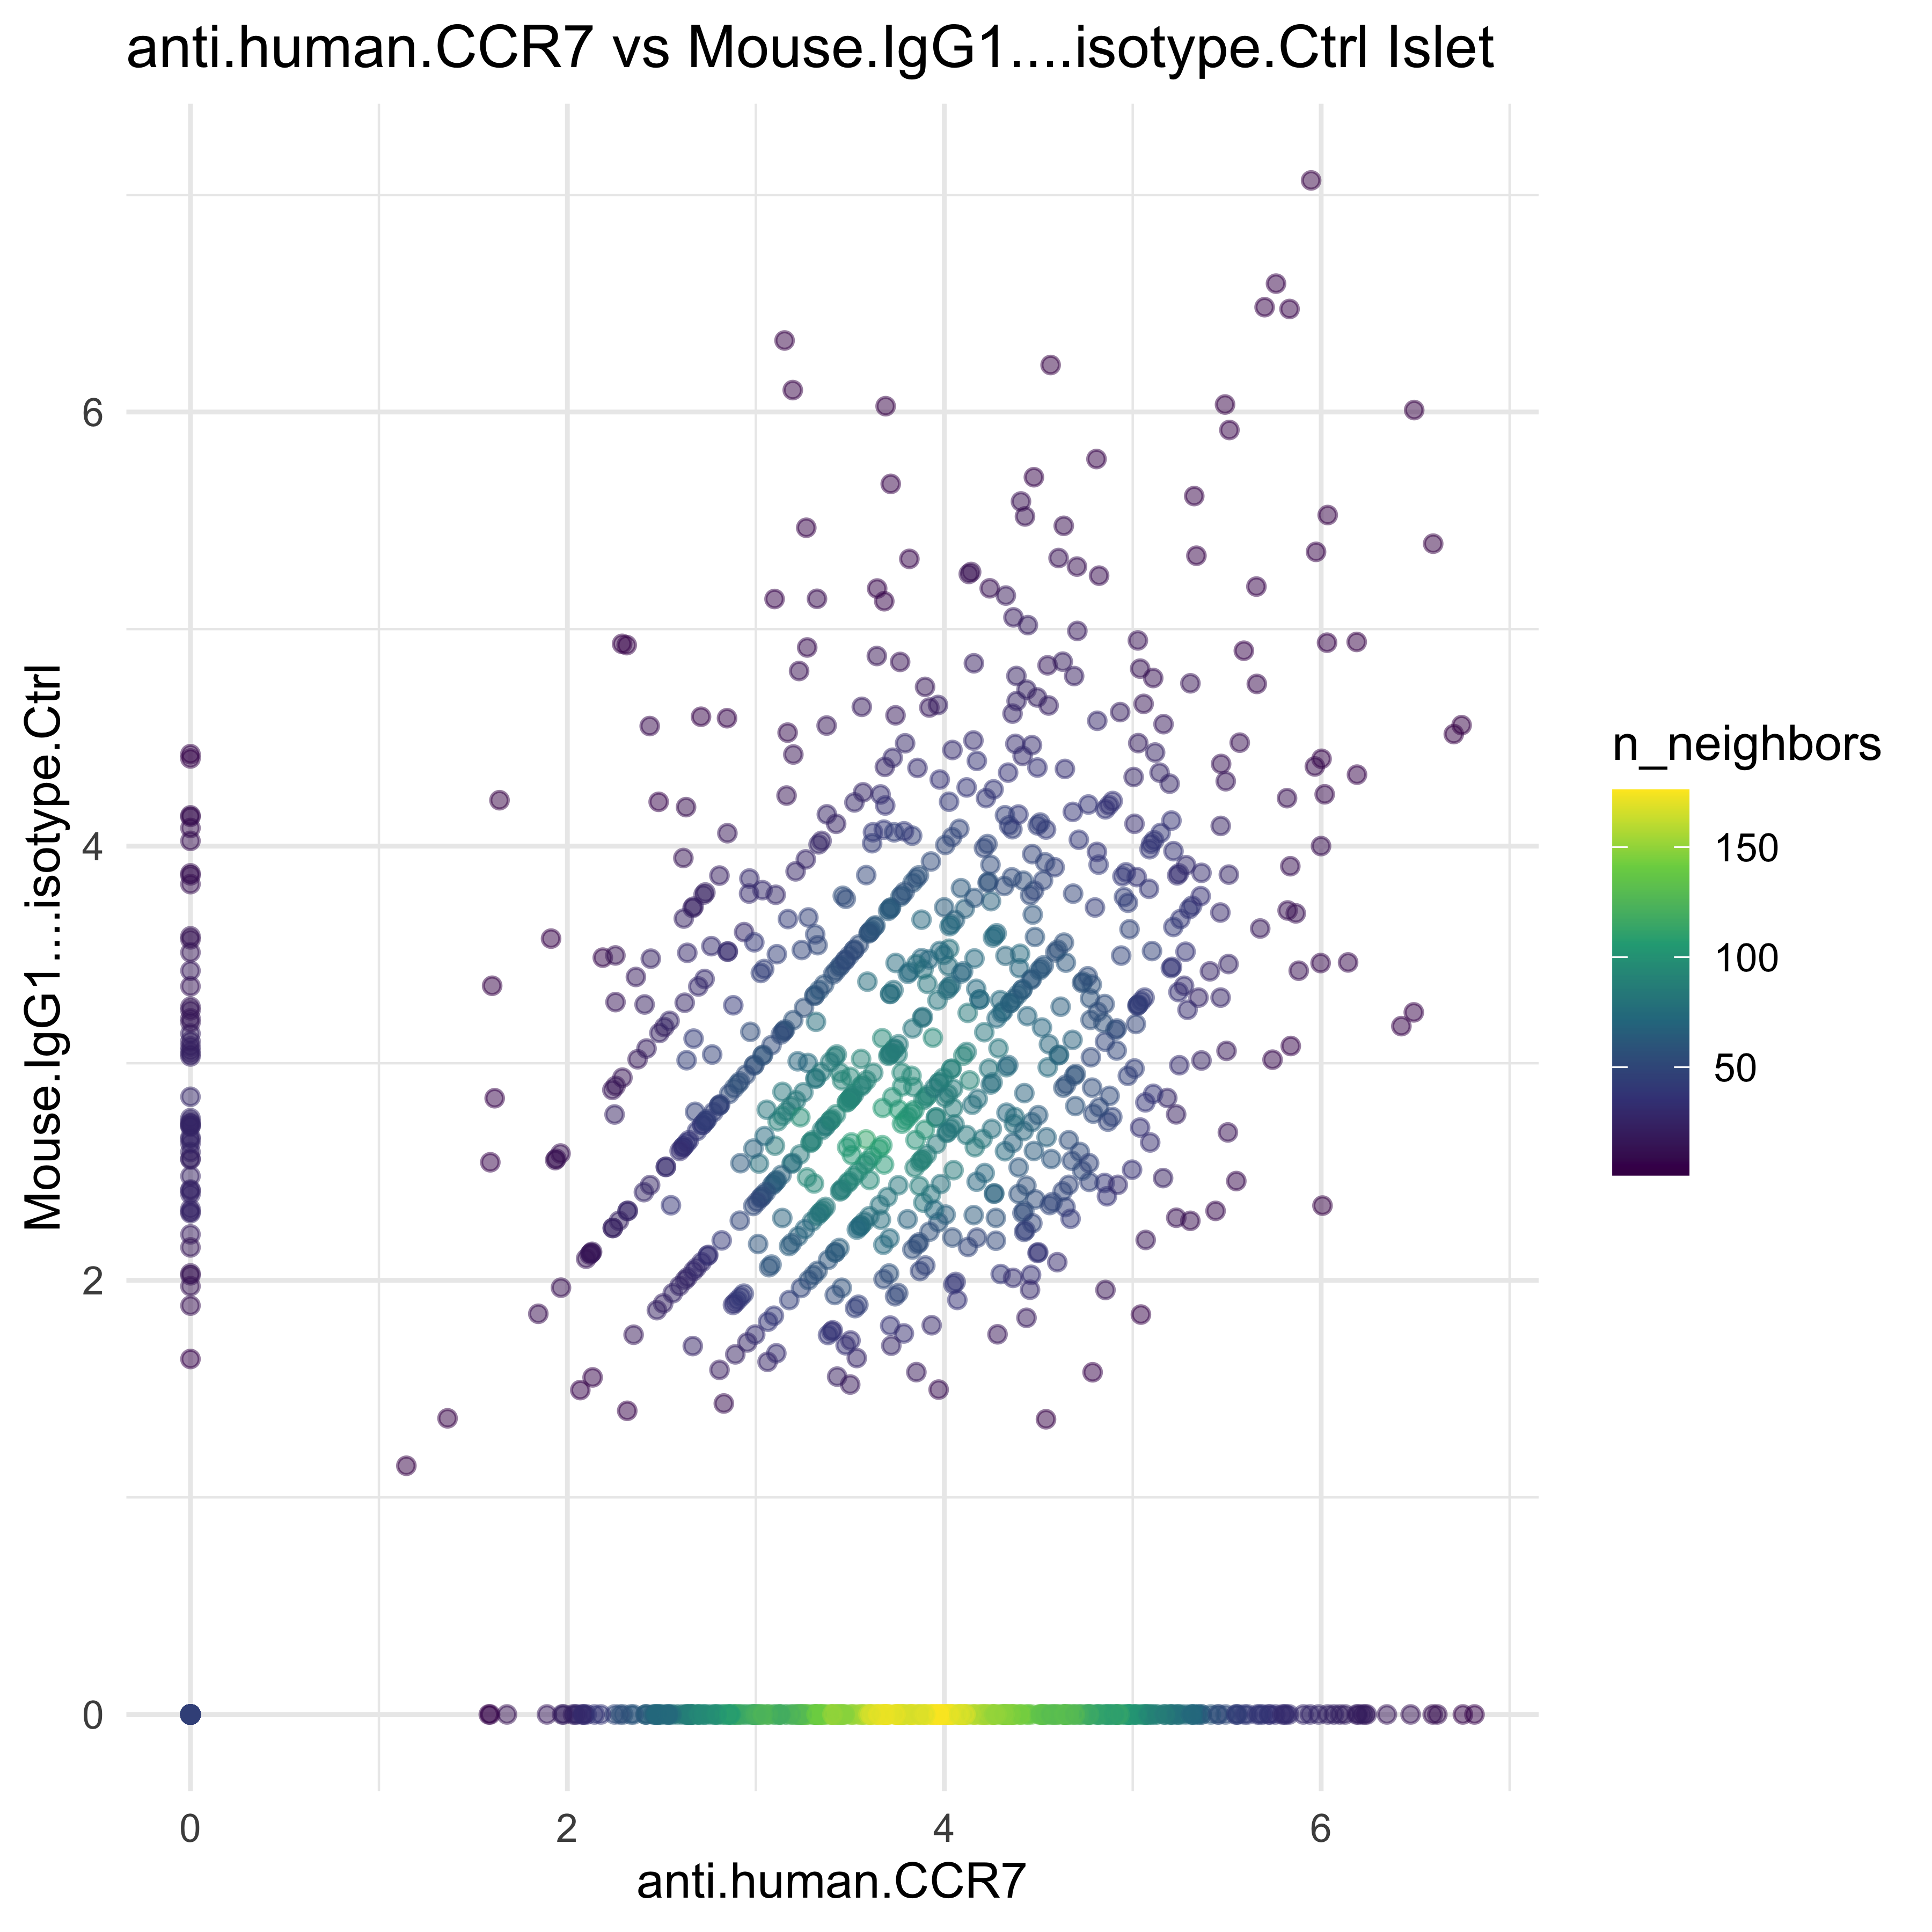 anti.human.CCR7 vs Mouse.IgG1....isotype.Ctrl Islet
Mouse.IgG1....isotype.Ctrl
6
4
2
0
0
2
4
6
anti.human.CCR7
n_neighbors
150
100
50